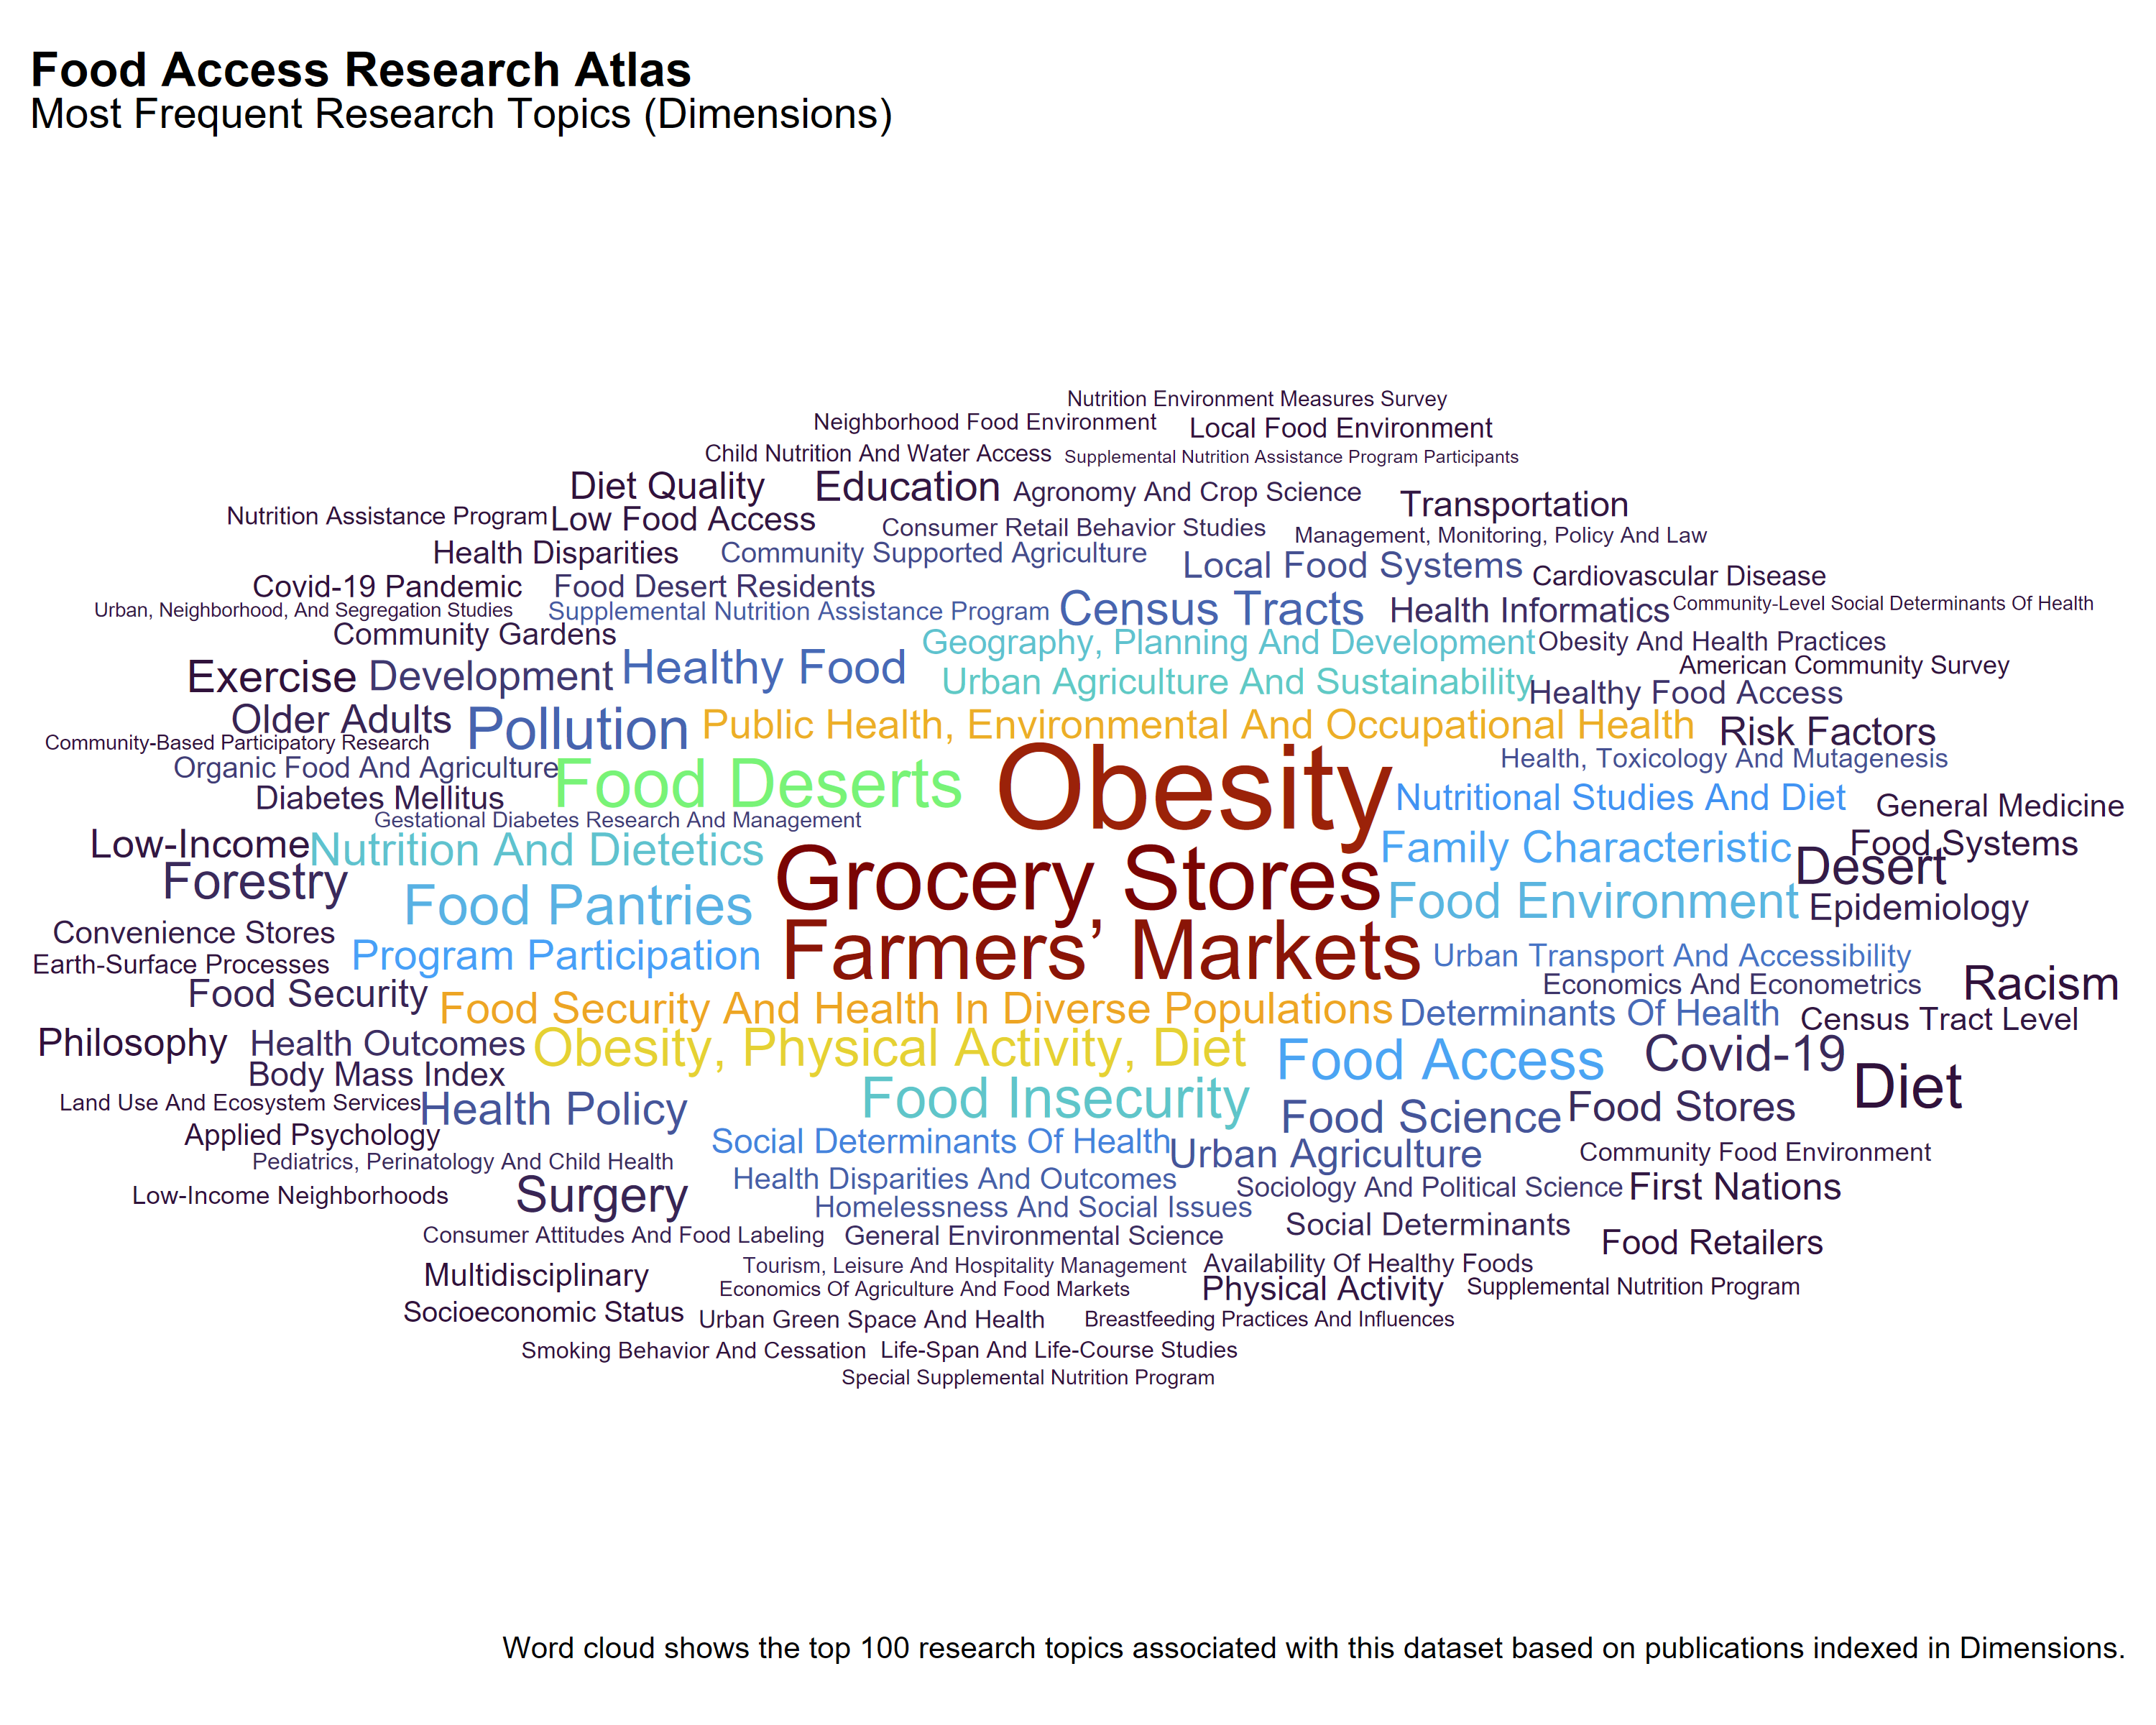 Food Access Research Atlas
Most Frequent Research Topics (Dimensions)
Nutrition Environment Measures Survey
Neighborhood Food Environment
Local Food Environment
Child Nutrition And Water Access
Supplemental Nutrition Assistance Program Participants
Diet Quality
Education
Agronomy And Crop Science
Transportation
Nutrition Assistance Program
Low Food Access
Consumer Retail Behavior Studies
Management, Monitoring, Policy And Law
Health Disparities
Community Supported Agriculture
Local Food Systems
Cardiovascular Disease
Covid-19 Pandemic
Food Desert Residents
Urban, Neighborhood, And Segregation Studies
Supplemental Nutrition Assistance Program
Census Tracts
Health Informatics
Community-Level Social Determinants Of Health
Community Gardens
Geography, Planning And Development
Obesity And Health Practices
American Community Survey
Exercise
Development
Healthy Food
Urban Agriculture And Sustainability
Healthy Food Access
Older Adults
Pollution
Public Health, Environmental And Occupational Health
Risk Factors
Community-Based Participatory Research
Organic Food And Agriculture
Food Deserts
Obesity
Health, Toxicology And Mutagenesis
Diabetes Mellitus
Nutritional Studies And Diet
General Medicine
Gestational Diabetes Research And Management
Low-Income
Nutrition And Dietetics
Family Characteristic
Food Systems
Forestry
Grocery Stores
Desert
Food Pantries
Food Environment
Epidemiology
Convenience Stores
Farmers’ Markets
Earth-Surface Processes
Program Participation
Urban Transport And Accessibility
Economics And Econometrics
Racism
Food Security
Food Security And Health In Diverse Populations
Determinants Of Health
Census Tract Level
Philosophy
Health Outcomes
Obesity, Physical Activity, Diet
Food Access
Covid-19
Body Mass Index
Diet
Land Use And Ecosystem Services
Health Policy
Food Insecurity
Food Science
Food Stores
Applied Psychology
Social Determinants Of Health
Urban Agriculture
Community Food Environment
Pediatrics, Perinatology And Child Health
Health Disparities And Outcomes
Sociology And Political Science
First Nations
Low-Income Neighborhoods
Surgery
Homelessness And Social Issues
Consumer Attitudes And Food Labeling
General Environmental Science
Social Determinants
Food Retailers
Multidisciplinary
Tourism, Leisure And Hospitality Management
Availability Of Healthy Foods
Economics Of Agriculture And Food Markets
Physical Activity
Supplemental Nutrition Program
Socioeconomic Status
Urban Green Space And Health
Breastfeeding Practices And Influences
Smoking Behavior And Cessation
Life-Span And Life-Course Studies
Special Supplemental Nutrition Program
Word cloud shows the top 100 research topics associated with this dataset based on publications indexed in Dimensions.